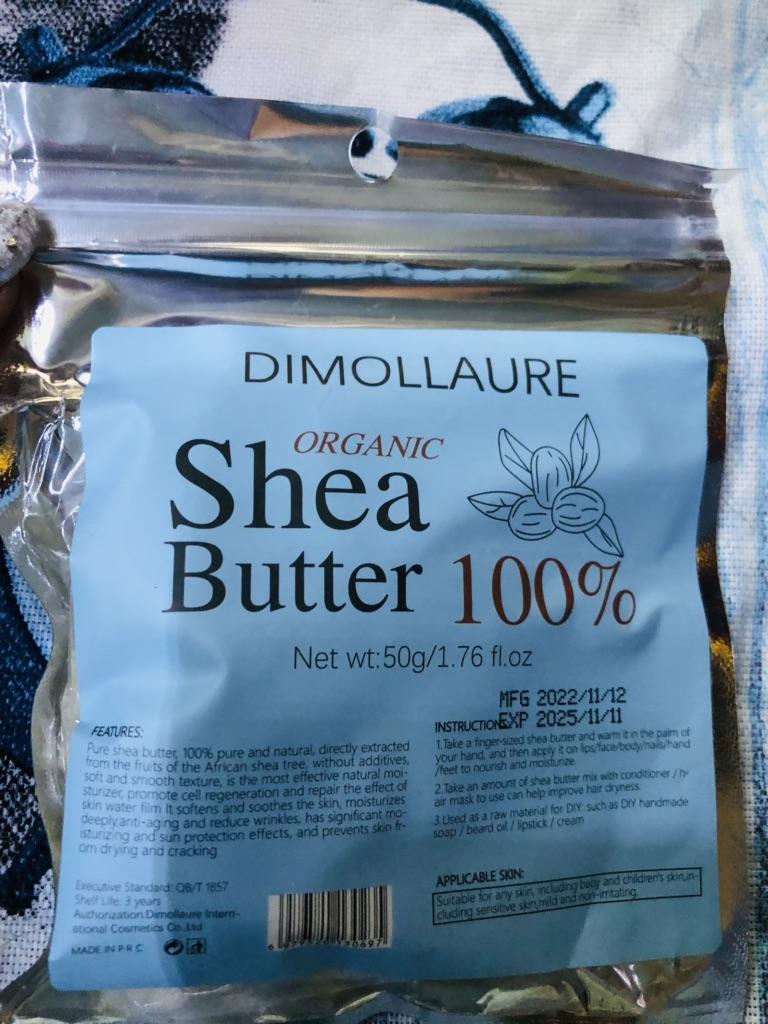 DIMOLLAURE
ORGANIC
Shea
Butter 100%
Net wt:50g/1.76 fl.oz
MFG 2022/11/12
EXP 2025/11/11
FEATURES:
Pure shea butter, 100% pure and natural, directly extracted
from the fruits of the African shea tree, without additives,
soft and smooth texture, is the most effective natural moi-
sturizer, promote cell regeneration and repair the effect of
skin water film It softens and soothes the skin, moisturizes
deeply,anti-aging and reduce wrinkles, has significant mo-
isturizing and sun protection effects, and prevents skin fr-
om drying and cracking
INSTRUCTION
1.Take a finger-sized shea butter and warm it in the palm of
your hand, and then apply it on lips/face/body/nails/hand
/feet to nourish and moisturize.
2.Take an amount of shea butter mix with conditioner / h-
air mask to use can help improve hair dryness.
3.Used as a raw material for DIY: such as DIY handmade
soap / beard oil / lipstick / cream
APPLICABLE SKIN:
Suitable for any skin, including baby and children's skin,in-
cluding sensitive skin,mild and non-irritating.
Executive Standard: QB/T 1857
Shelf Life: 3 years
Authorization:Dimollaure Intern-
ational Cosmetics Co.,Ltd
MADE IN P.R.C